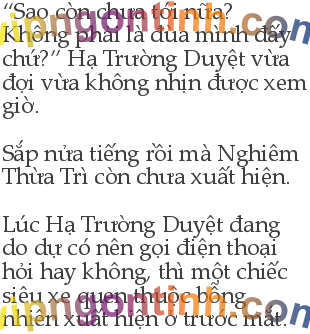 “Sao còn chưa tới nữa?
Không phải là đùa mình đấy
chứ?” Hạ Trường Duyệt vừa
đợi vừa không nhịn được xem
giờ.
Sắp nửa tiếng rồi mà Nghiêm
Thừa Trì còn chưa xuất hiện.
Lúc Hạ Trường Duyệt đang
do dự có nên gọi điện thoại
hỏi hay không, thì một chiếc
siêu xe quen thuộc bỗng
nhiên xuất hiện ở trước mắt.
vipngontinh.com
vipngontinh.com